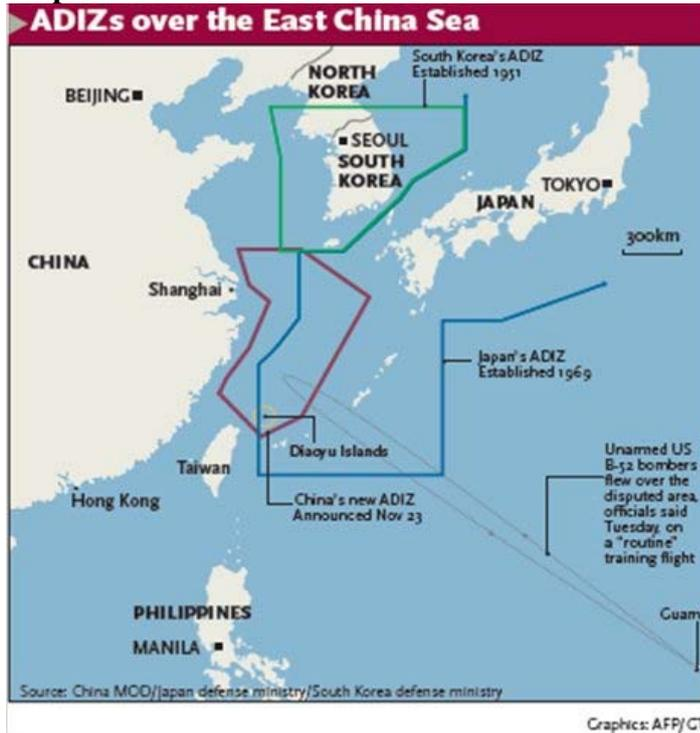 ADIZs over the East China Sea
South Korea's ADIZ
Established 1951
NORTH
KOREA
BEIJING
SEOUL
SOUTH
KOREA
TOKYO
JAPAN
300km
CHINA
Shanghai
Japan's ADIZ
Established 1969
Diaoyu Islands
Taiwan
Unarmed US
B-52 bombers
flew over the
disputed area,
officials said
Tuesday, on
a "routine"
training flight
China's new ADIZ
Announced Nov 23
Hong Kong
PHILIPPINES
Guam
MANILA
Source: China MOD/Japan defense ministry/South Korea defense ministry
Graphics: AFP/GT